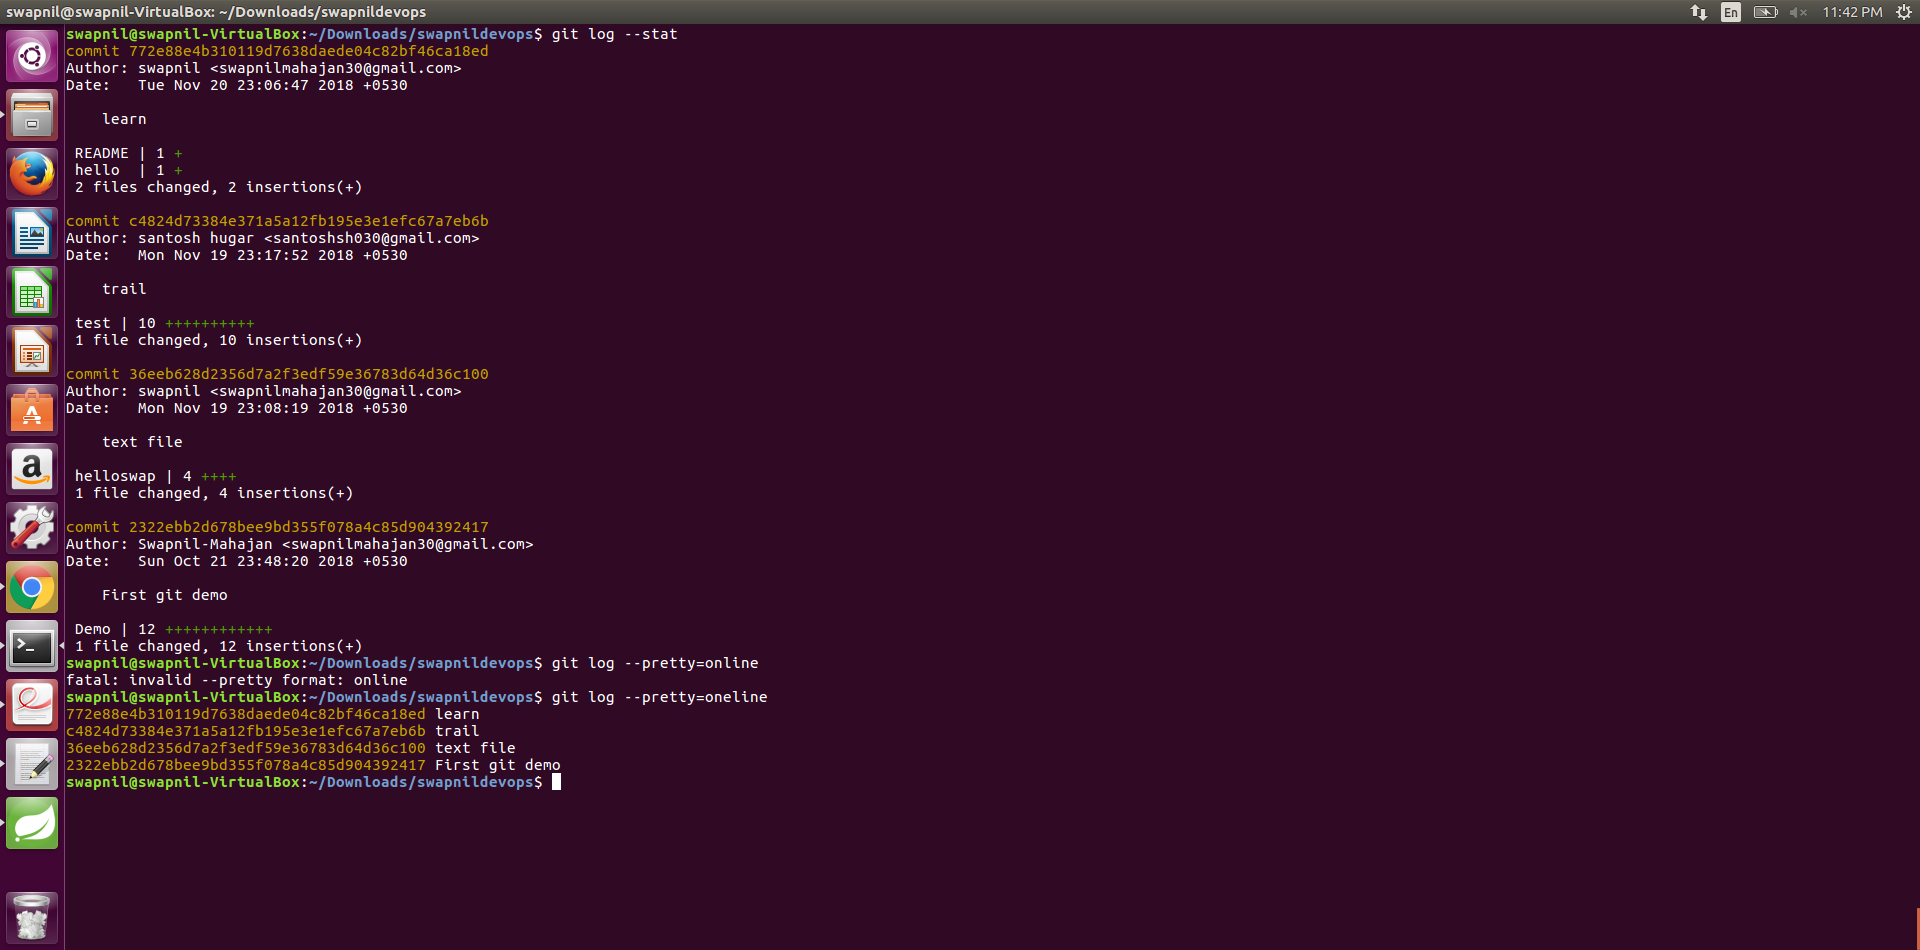 swapnil@swapnil-VirtualBox: ~/Downloads/swapnildevops
En
11:42 PM
swapnil@swapnil-VirtualBox:~/Downloads/swapnildevops$ git log --stat
commit 772e88e4b310119d7638daede04c82bf46ca18ed
Author: swapnil <swapnilmahajan30@gmail.com>
Date:   Tue Nov 20 23:06:47 2018 +0530
    learn
 README | 1 +
 hello  | 1 +
 2 files changed, 2 insertions(+)
commit c4824d73384e371a5a12fb195e3e1efc67a7eb6b
Author: santosh hugar <santoshsh030@gmail.com>
Date:   Mon Nov 19 23:17:52 2018 +0530
    trail
 test | 10 ++++++++++
 1 file changed, 10 insertions(+)
commit 36eeb628d2356d7a2f3edf59e36783d64d36c100
Author: swapnil <swapnilmahajan30@gmail.com>
Date:   Mon Nov 19 23:08:19 2018 +0530
    text file
 helloswap | 4 ++++
 1 file changed, 4 insertions(+)
commit 2322ebb2d678bee9bd355f078a4c85d904392417
Author: Swapnil-Mahajan <swapnilmahajan30@gmail.com>
Date:   Sun Oct 21 23:48:20 2018 +0530
    First git demo
 Demo | 12 ++++++++++++
 1 file changed, 12 insertions(+)
swapnil@swapnil-VirtualBox:~/Downloads/swapnildevops$ git log --pretty=online
fatal: invalid --pretty format: online
swapnil@swapnil-VirtualBox:~/Downloads/swapnildevops$ git log --pretty=oneline
772e88e4b310119d7638daede04c82bf46ca18ed learn
c4824d73384e371a5a12fb195e3e1efc67a7eb6b trail
36eeb628d2356d7a2f3edf59e36783d64d36c100 text file
2322ebb2d678bee9bd355f078a4c85d904392417 First git demo
swapnil@swapnil-VirtualBox:~/Downloads/swapnildevops$